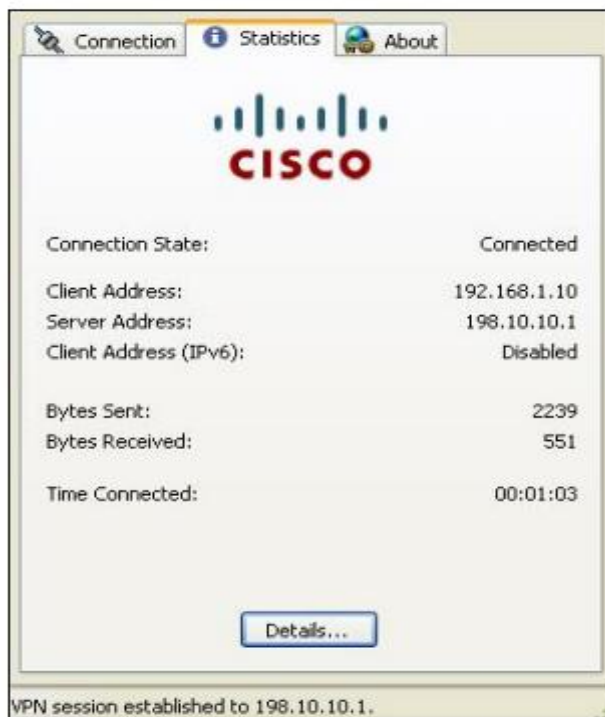 Connection Statistics About
CISCO
Connection State: Connected
Client Address: 192.168.1.10
Server Address: 198.10.10.1
Client Address (IPv6): Disabled
Bytes Sent: 2239
Bytes Received: 551
Time Connected: 00:01:03
Details...
VPN session established to 198.10.10.1.